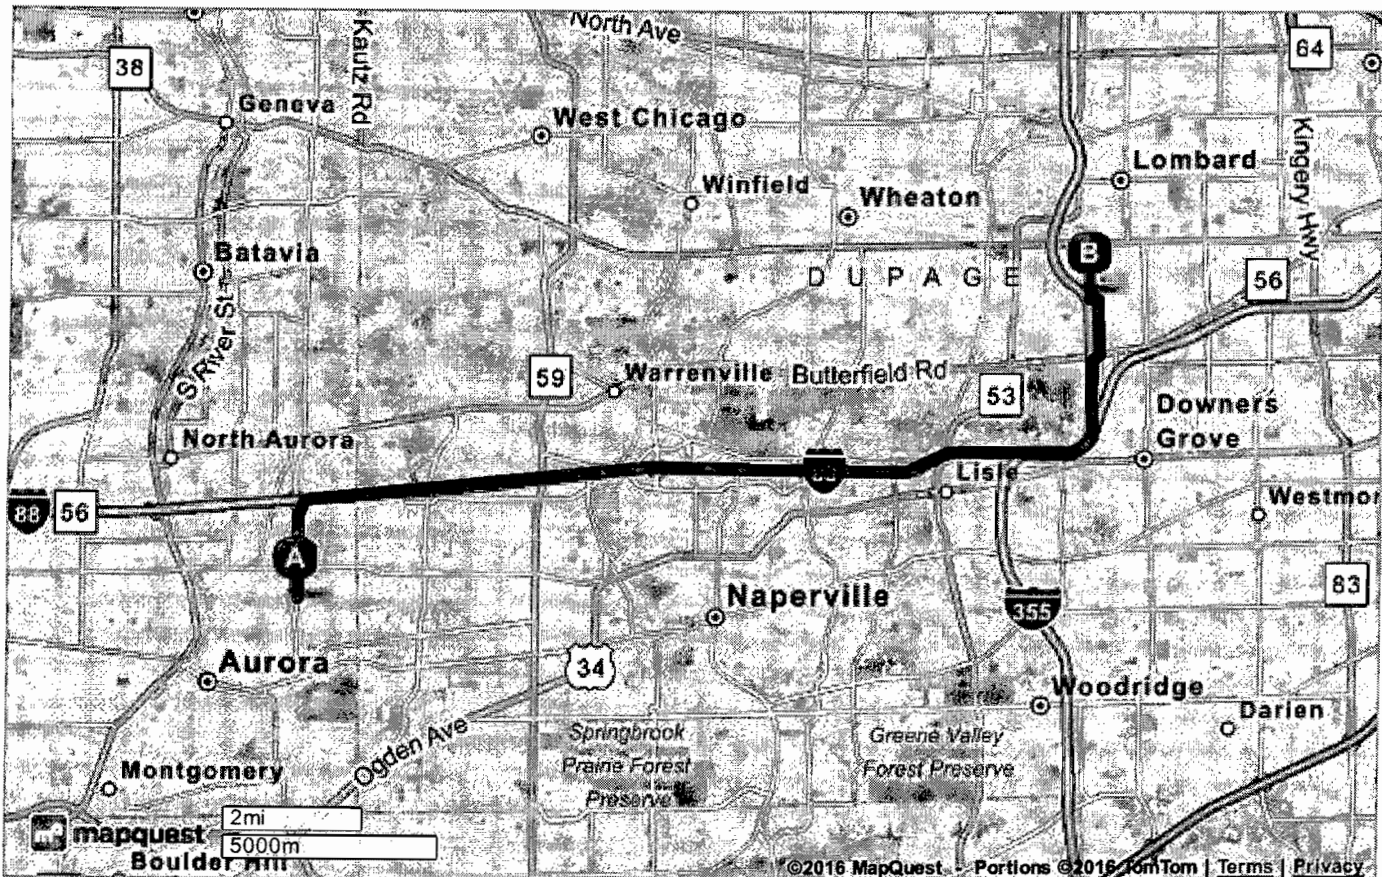 North Ave
64
38
Kautz Rd
Geneva
West Chicago
Kingery Hwy
Lombard
Winfield
Wheaton
Batavia
B
DUPAGE
56
S River St
59
Warrenville
Butterfield Rd
53
Downers
Grove
North Aurora
88
Lisle
88
56
Westmor
A
Naperville
83
355
Aurora
34
Woodridge
Darien
Ogden Ave
Springbrook
Prairie Forest
Preserve
Greene Valley
Forest Preserve
Montgomery
2mi
mapquest
5000m
Boulder Hill
©2016 MapQuest - Portions ©2016 TomTom | Terms | Privacy